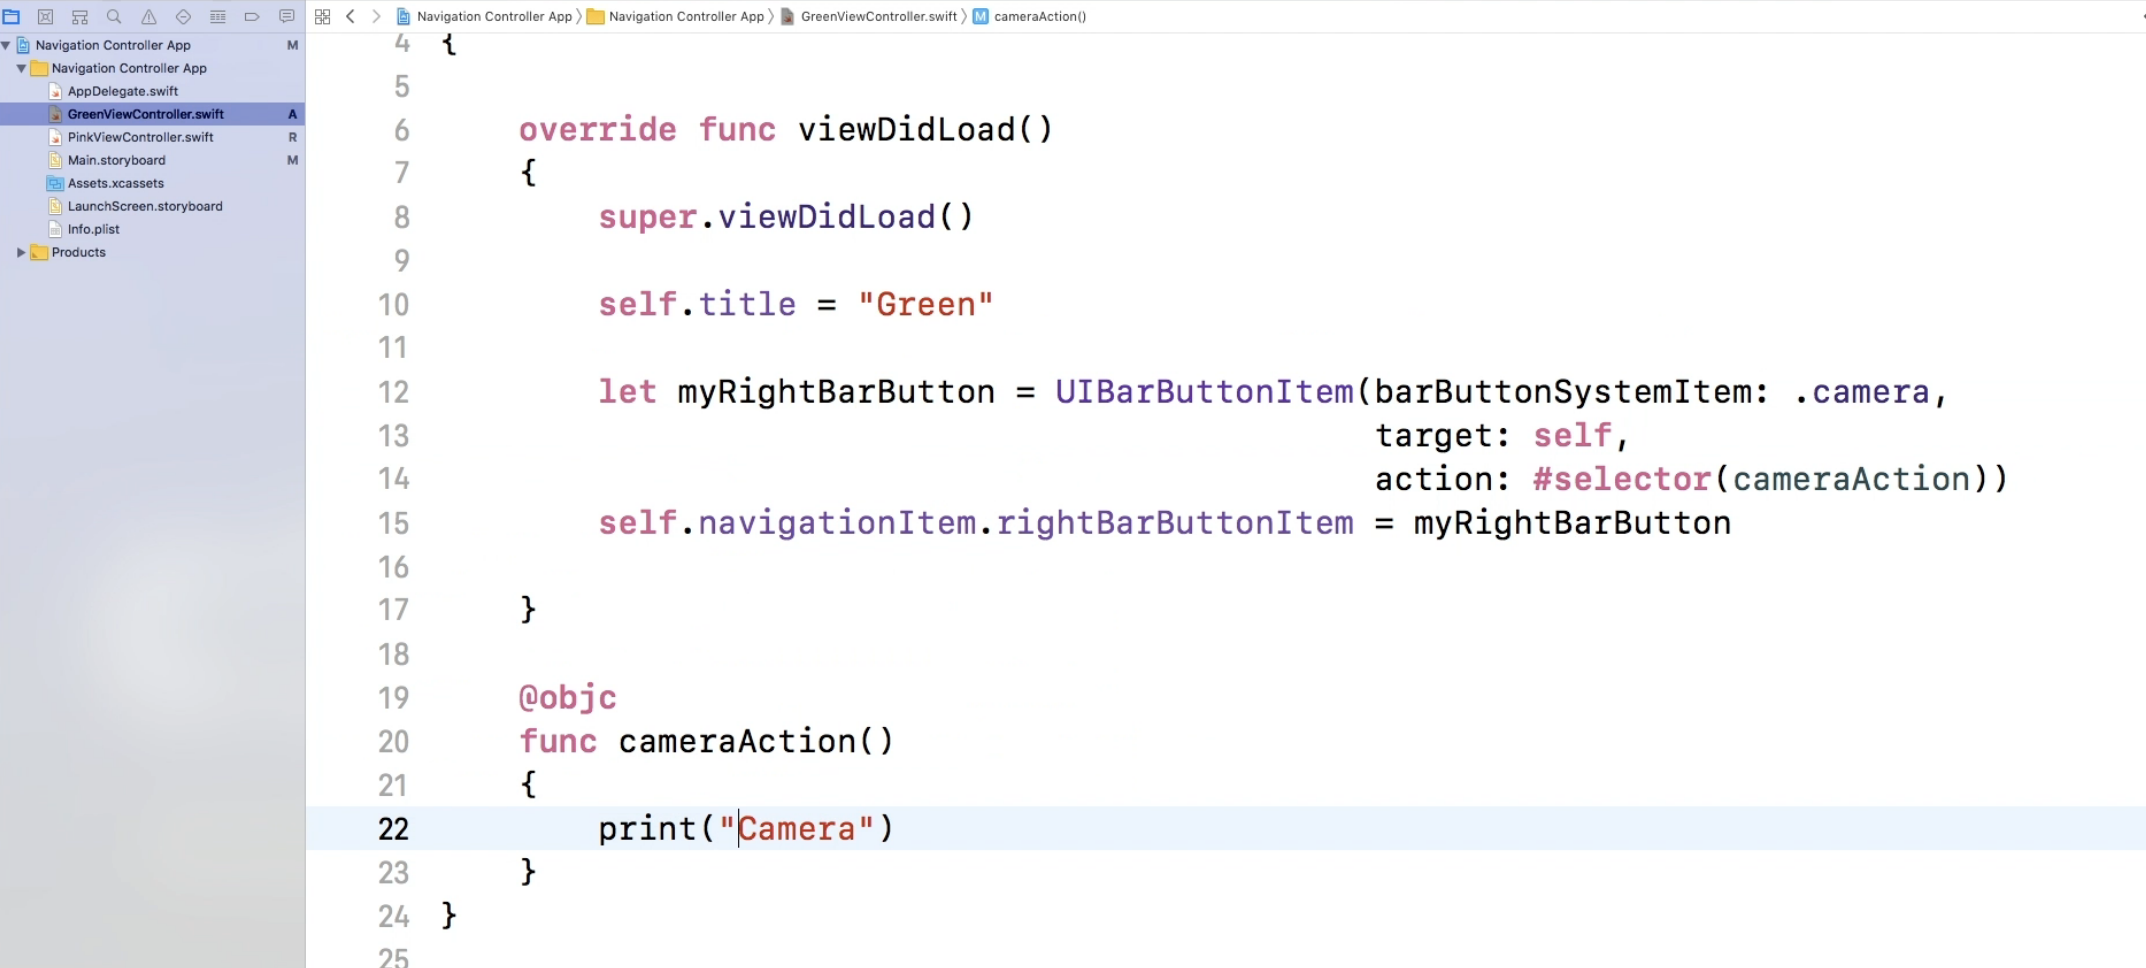 Navigation Controller App Navigation Controller App GreenViewController.swift M cameraAction()
Navigation Controller App M
Navigation Controller App
AppDelegate.swift
GreenViewController.swift A
PinkViewController.swift R
Main.storyboard M
Assets.xcassets
LaunchScreen.storyboard
Info.plist
Products
4 {
5
6 override func viewDidLoad()
7 {
8 super.viewDidLoad()
9
10 self.title = "Green"
11
12 let myRightBarButton = UIBarButtonItem(barButtonSystemItem: .camera,
13 target: self,
14 action: #selector(cameraAction))
15 self.navigationItem.rightBarButtonItem = myRightBarButton
16
17 }
18
19 @objc
20 func cameraAction()
21 {
22 print("Camera")
23 }
24 }
25